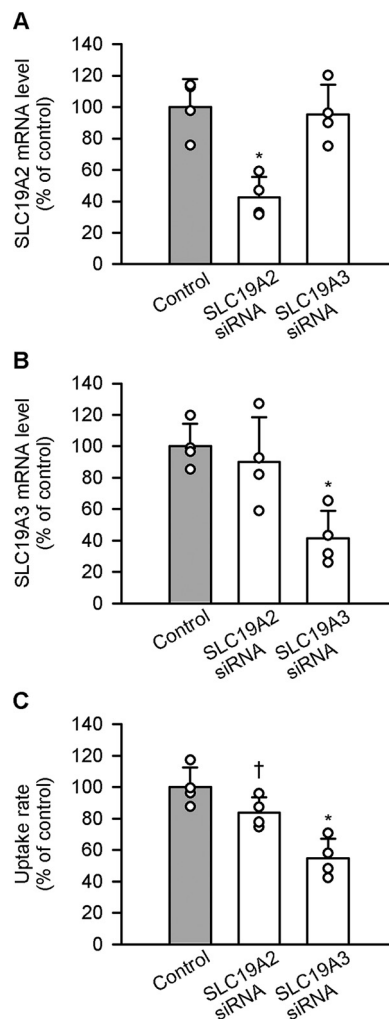 A
SLC19A2 mRNA level
(% of control)
140
120
100
80
60
40
20
0
*
Control
SLC19A2
siRNA
SLC19A3
siRNA
B
SLC19A3 mRNA level
(% of control)
140
120
100
80
60
40
20
0
*
Control
SLC19A2
siRNA
SLC19A3
siRNA
C
Uptake rate
(% of control)
140
120
100
80
60
40
20
0
†
*
Control
SLC19A2
siRNA
SLC19A3
siRNA